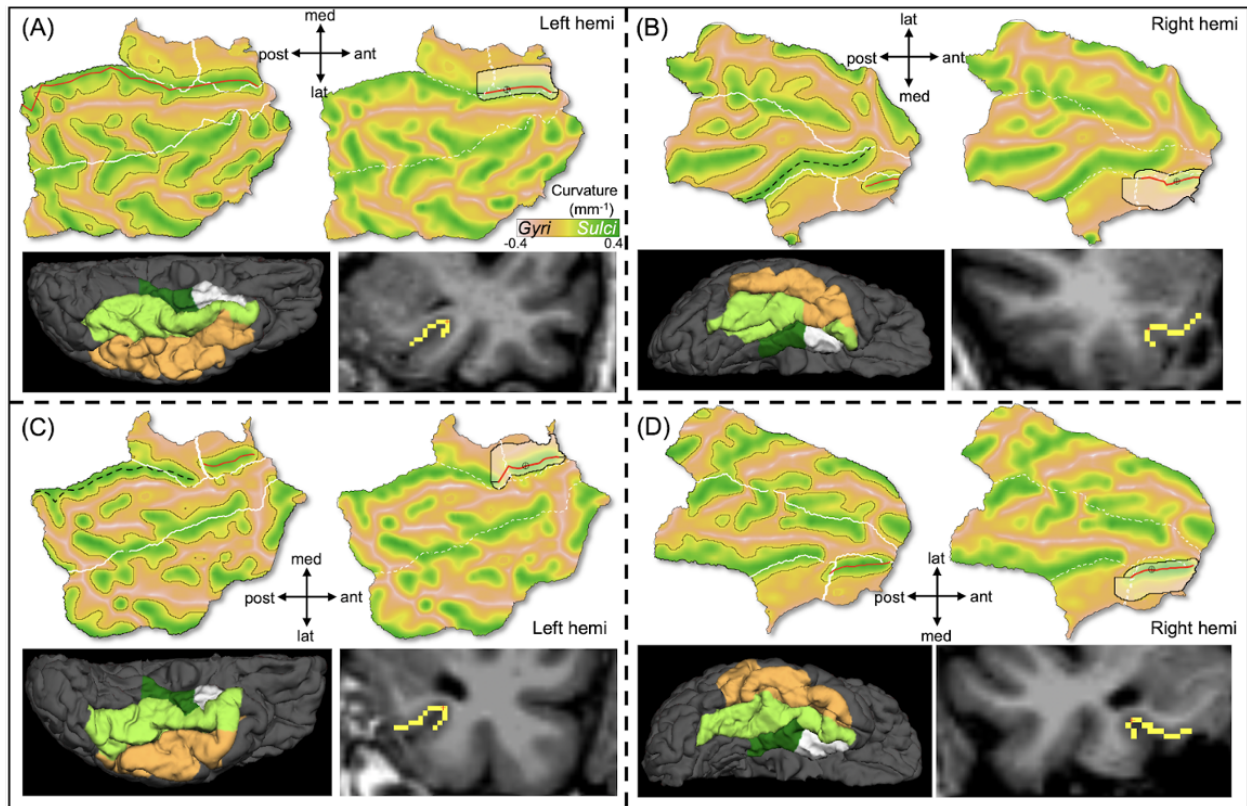 (A)
med
Left hemi
post
ant
lat
Curvature
(mm⁻¹)
Gyri Sulci
-0.4 0.4
(B)
lat
Right hemi
post
ant
med
(C)
med
post
ant
lat
Left hemi
(D)
lat
post
ant
med
Right hemi